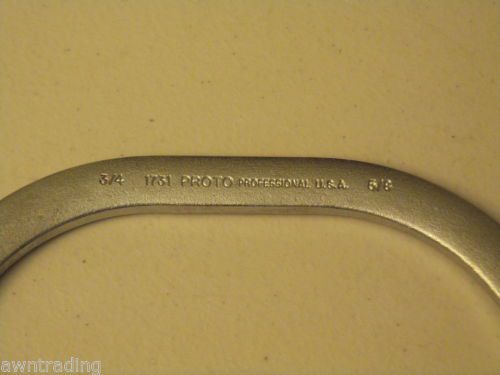 3/4 1731 PROTO PROFESSIONAL U.S.A. 5/8
awntrading